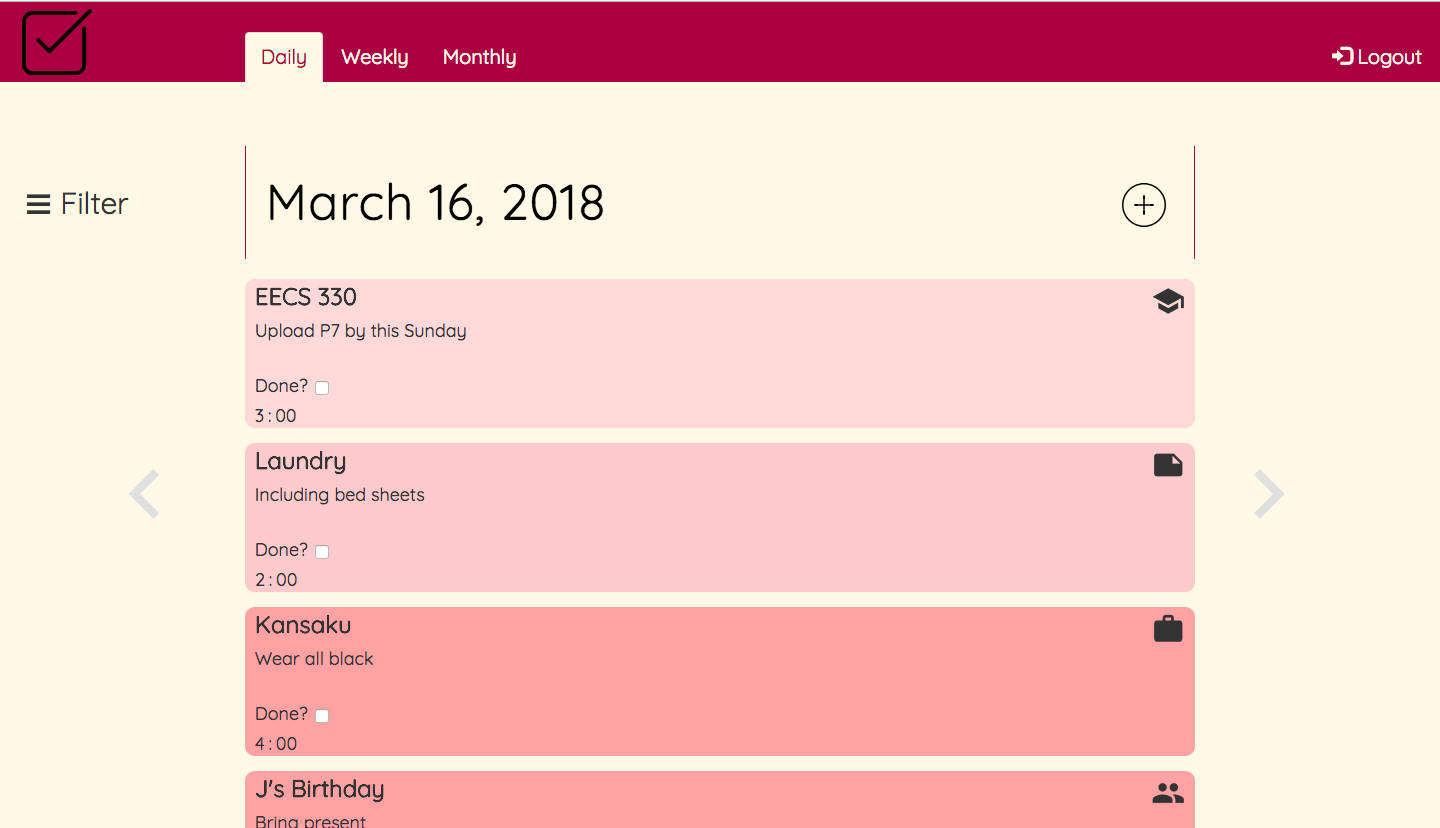 Daily Weekly Monthly Logout
Filter
March 16, 2018
EECS 330
Upload P7 by this Sunday
Done?
3 : 00
Laundry
Including bed sheets
Done?
2 : 00
Kansaku
Wear all black
Done?
4 : 00
J's Birthday
Bring present